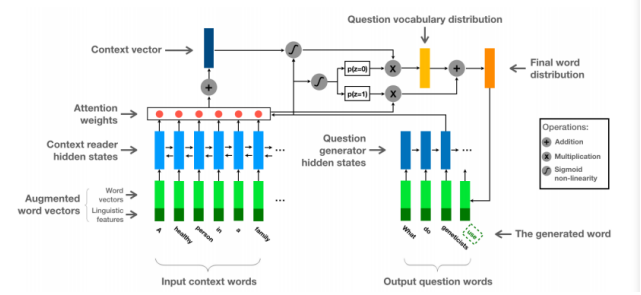 Question vocabulary distribution
Context vector
p(z=0)
p(z=1)
Final word
distribution
Attention
weights
Context reader
hidden states
Question
generator
hidden states
Operations:
+ Addition
x Multiplication
∫ Sigmoid
non-linearity
Augmented
word vectors
Word
vectors
Linguistic
features
...
...
...
...
A
healthy
person
in
a
family
What
do
geneticists
use
The generated word
Input context words
Output question words